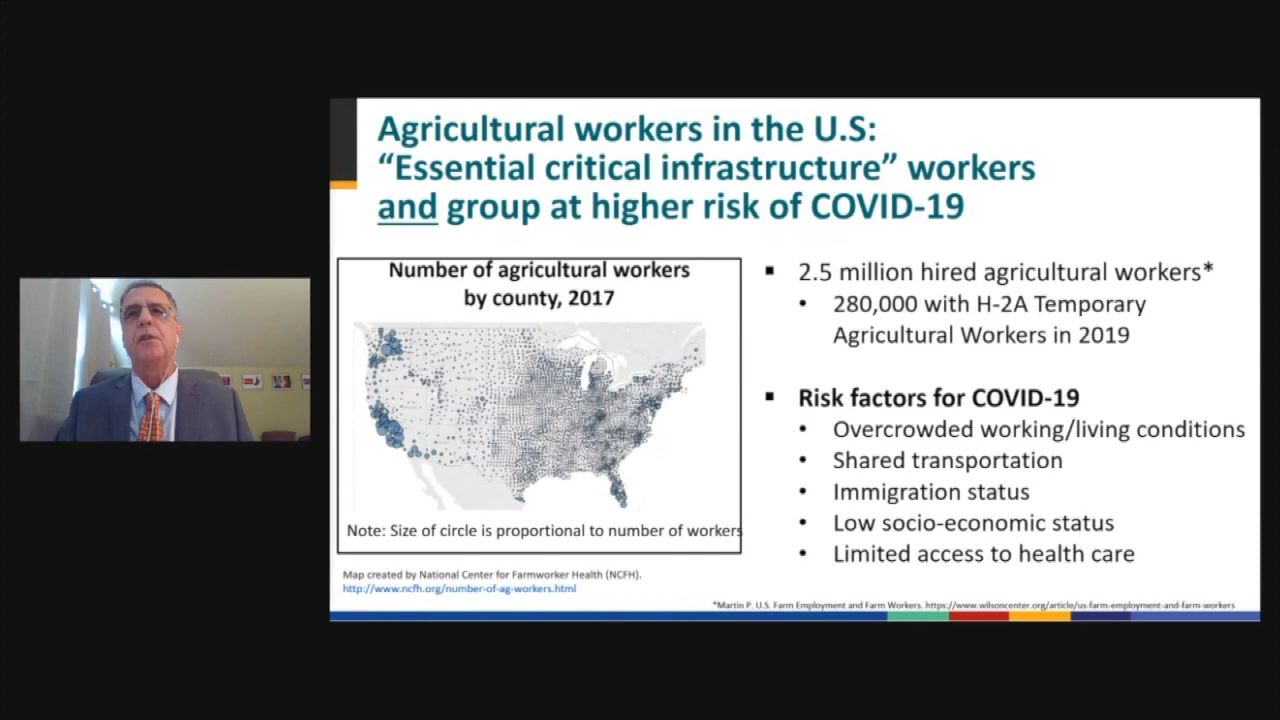 Agricultural workers in the U.S:
“Essential critical infrastructure” workers
and group at higher risk of COVID-19
Number of agricultural workers
by county, 2017
Note: Size of circle is proportional to number of workers
Map created by National Center for Farmworker Health (NCFH).
http://www.ncfh.org/number-of-ag-workers.html
▪ 2.5 million hired agricultural workers*
• 280,000 with H-2A Temporary
Agricultural Workers in 2019
▪ Risk factors for COVID-19
• Overcrowded working/living conditions
• Shared transportation
• Immigration status
• Low socio-economic status
• Limited access to health care
*Martin P. U.S. Farm Employment and Farm Workers. https://www.wilsoncenter.org/article/us-farm-employment-and-farm-workers